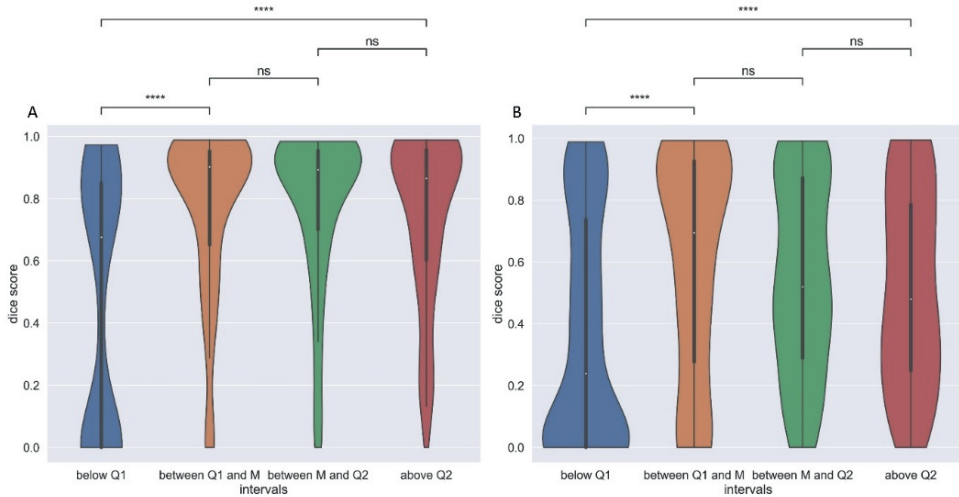 **** ****
ns ns
ns ns
**** ****
A B
1.0 1.0
0.8 0.8
0.6 0.6
0.4 0.4
0.2 0.2
0.0 0.0
dice score dice score
below Q1 between Q1 and M between M and Q2 above Q2 below Q1 between Q1 and M between M and Q2 above Q2
intervals intervals